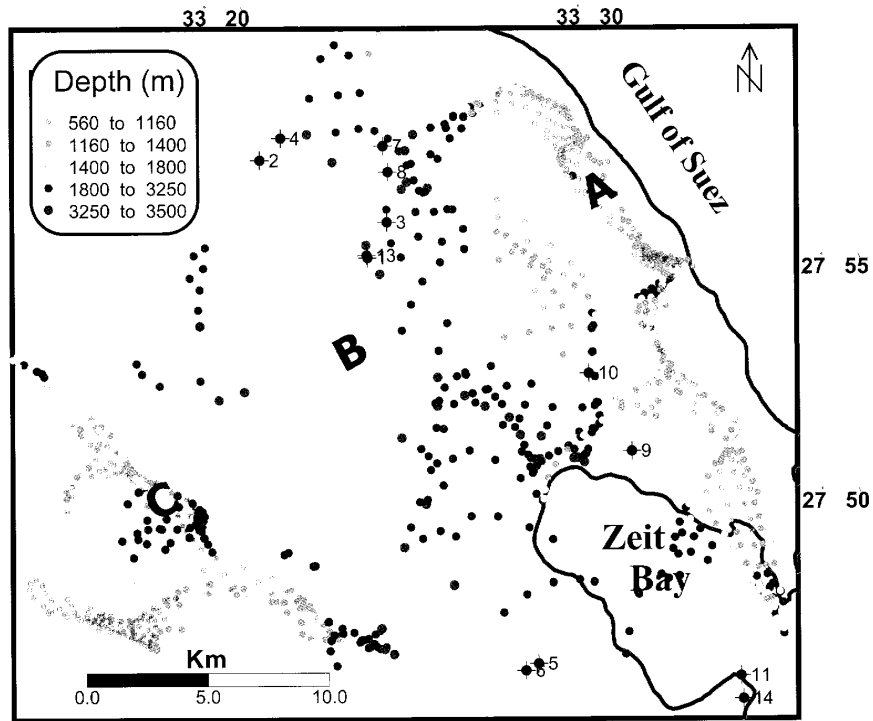 33 20
33 30
Depth (m)
560 to 1160
1160 to 1400
1400 to 1800
1800 to 3250
3250 to 3500
N
Gulf of Suez
4
7
2
8
A
3
13
27 55
B
10
9
C
27 50
Zeit
Bay
Km
5
6
11
0.0 5.0 10.0
14